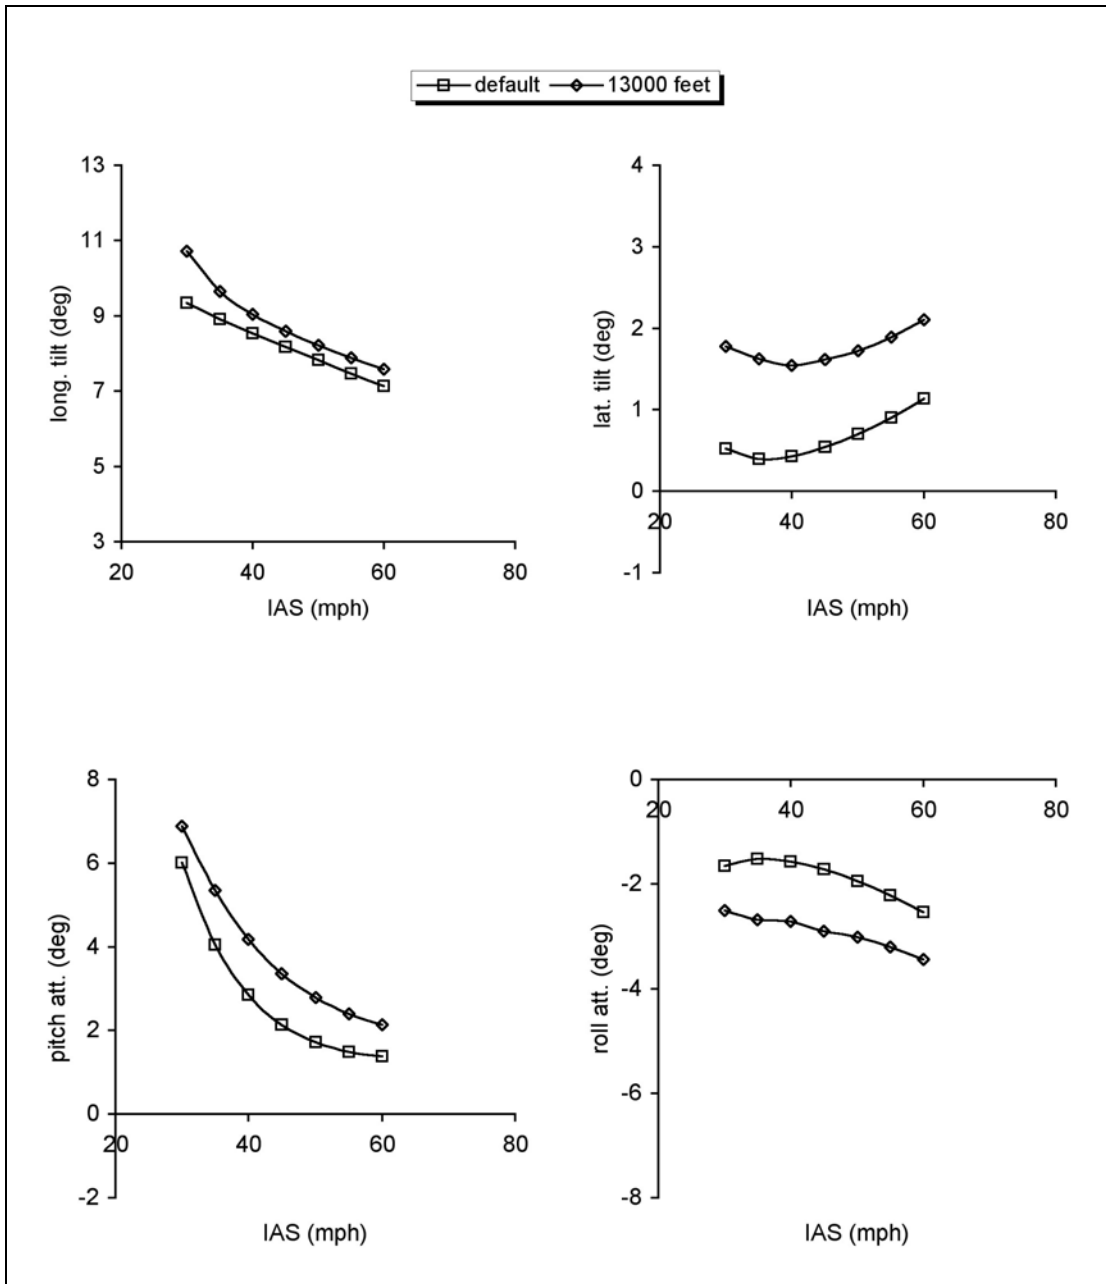 default 13000 feet
13
11
9
7
5
3
20 40 60 80
long. tilt (deg)
IAS (mph)
4
3
2
1
0
-1
20 40 60 80
lat. tilt (deg)
IAS (mph)
8
6
4
2
0
-2
20 40 60 80
pitch att. (deg)
IAS (mph)
0
-2
-4
-6
-8
20 40 60 80
roll att. (deg)
IAS (mph)